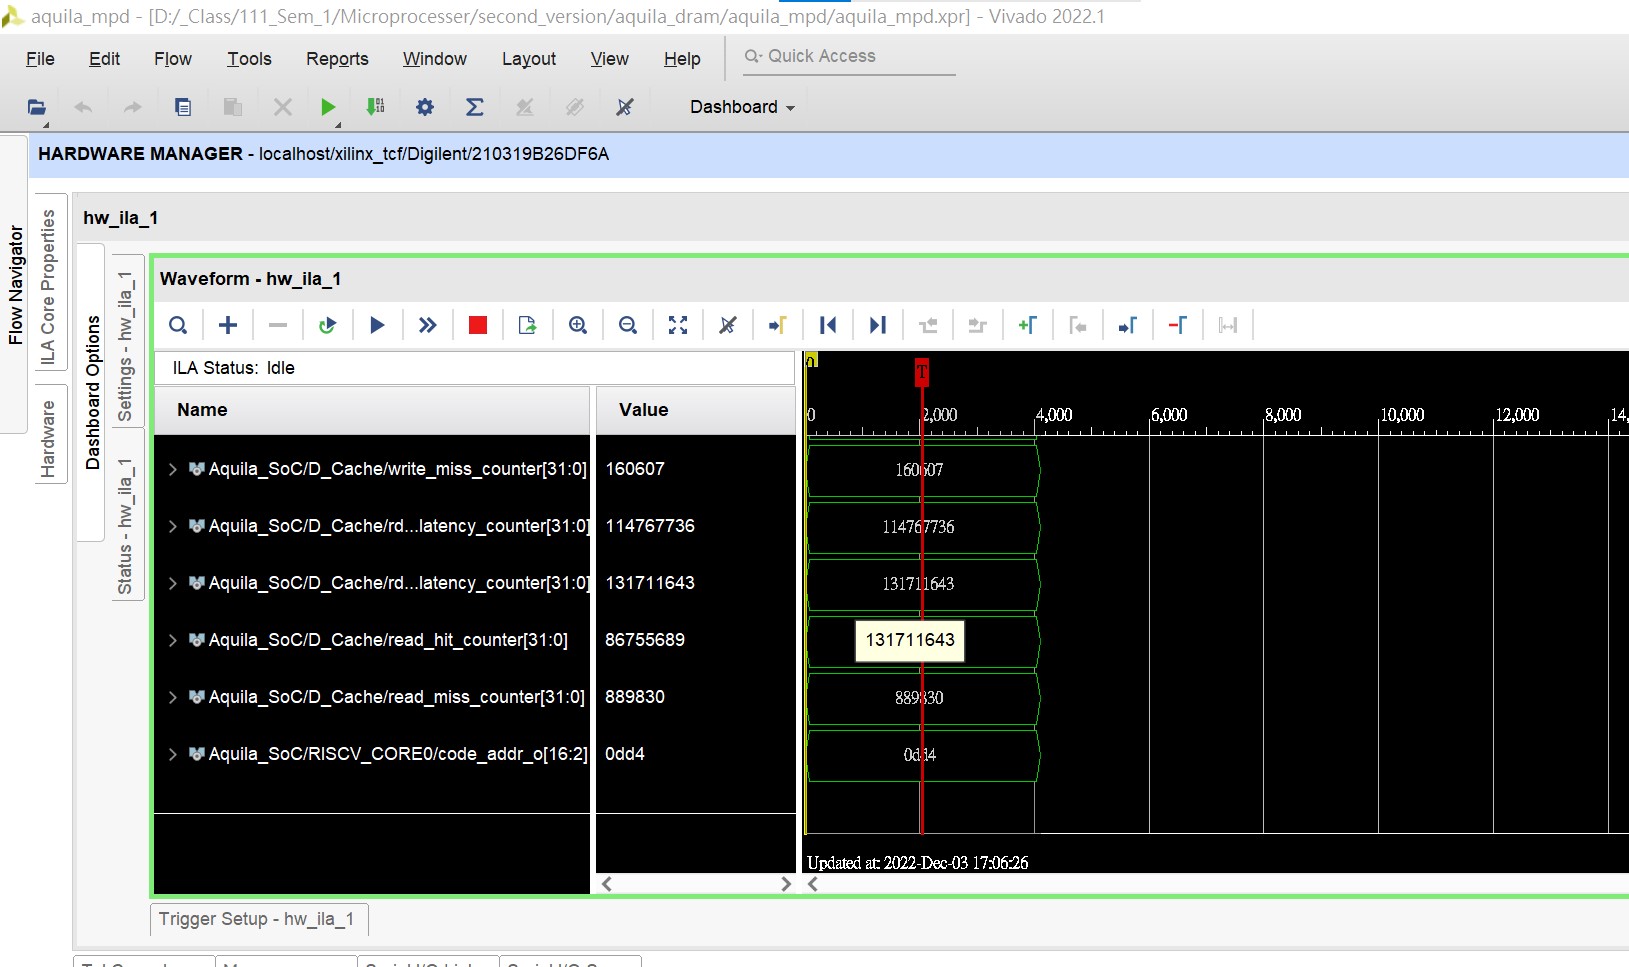 aquila_mpd - [D:/_Class/111_Sem_1/Microprocesser/second_version/aquila_dram/aquila_mpd/aquila_mpd.xpr] - Vivado 2022.1
File Edit Flow Tools Reports Window Layout View Help Quick Access
Dashboard
HARDWARE MANAGER - localhost/xilinx_tcf/Digilent/210319B26DF6A
Flow Navigator
ILA Core Properties
Hardware
hw_ila_1
Dashboard Options
Settings - hw_ila_1
Status - hw_ila_1
Waveform - hw_ila_1
ILA Status: Idle
Name Value
0 2,000 4,000 6,000 8,000 10,000 12,000 14,
T
0
Aquila_SoC/D_Cache/write_miss_counter[31:0] 160607 160607
Aquila_SoC/D_Cache/rd...latency_counter[31:0] 114767736 114767736
Aquila_SoC/D_Cache/rd...latency_counter[31:0] 131711643 131711643
Aquila_SoC/D_Cache/read_hit_counter[31:0] 86755689 131711643
Aquila_SoC/D_Cache/read_miss_counter[31:0] 889830 889830
Aquila_SoC/RISCV_CORE0/code_addr_o[16:2] 0dd4 0dd4
Updated at: 2022-Dec-03 17:06:26
Trigger Setup - hw_ila_1